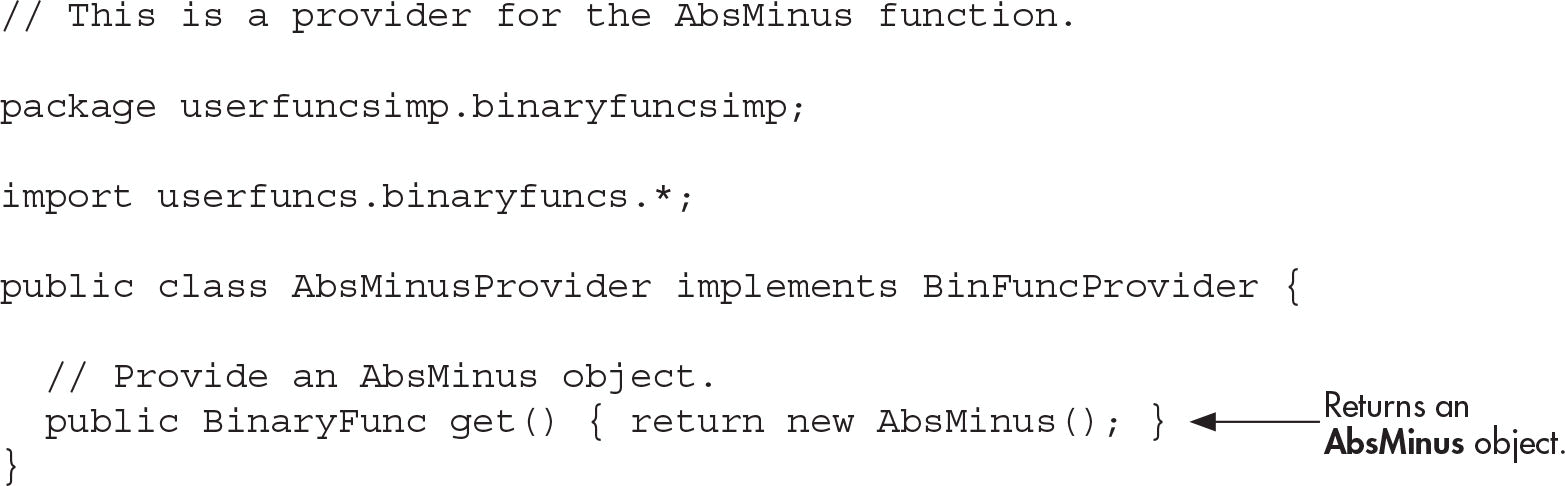 // This is a provider for the AbsMinus function.
package userfuncsimp.binaryfuncsimp;
import userfuncs.binaryfuncs.*;
public class AbsMinusProvider implements BinFuncProvider {
// Provide an AbsMinus object.
public BinaryFunc get() { return new AbsMinus(); }
Returns an
AbsMinus object.
}